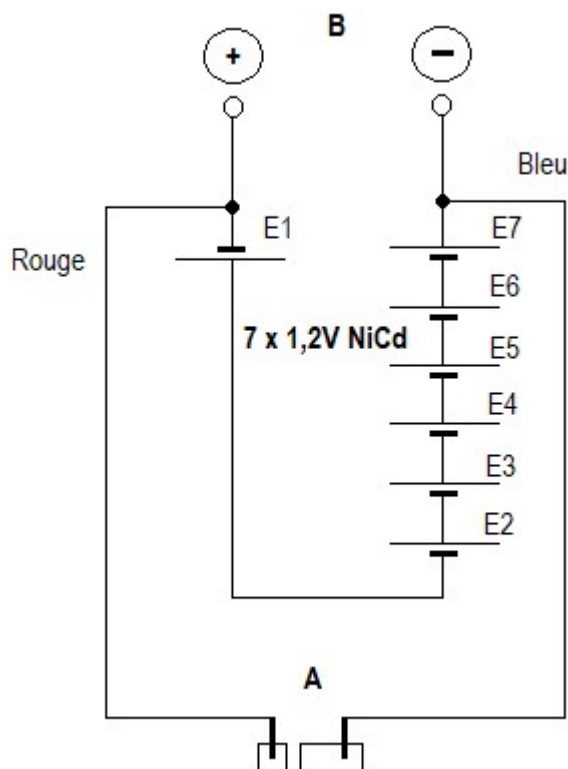 B
+ −
Bleu
E1 E7
Rouge
E6
7 x 1,2V NiCd
E5
E4
E3
E2
A